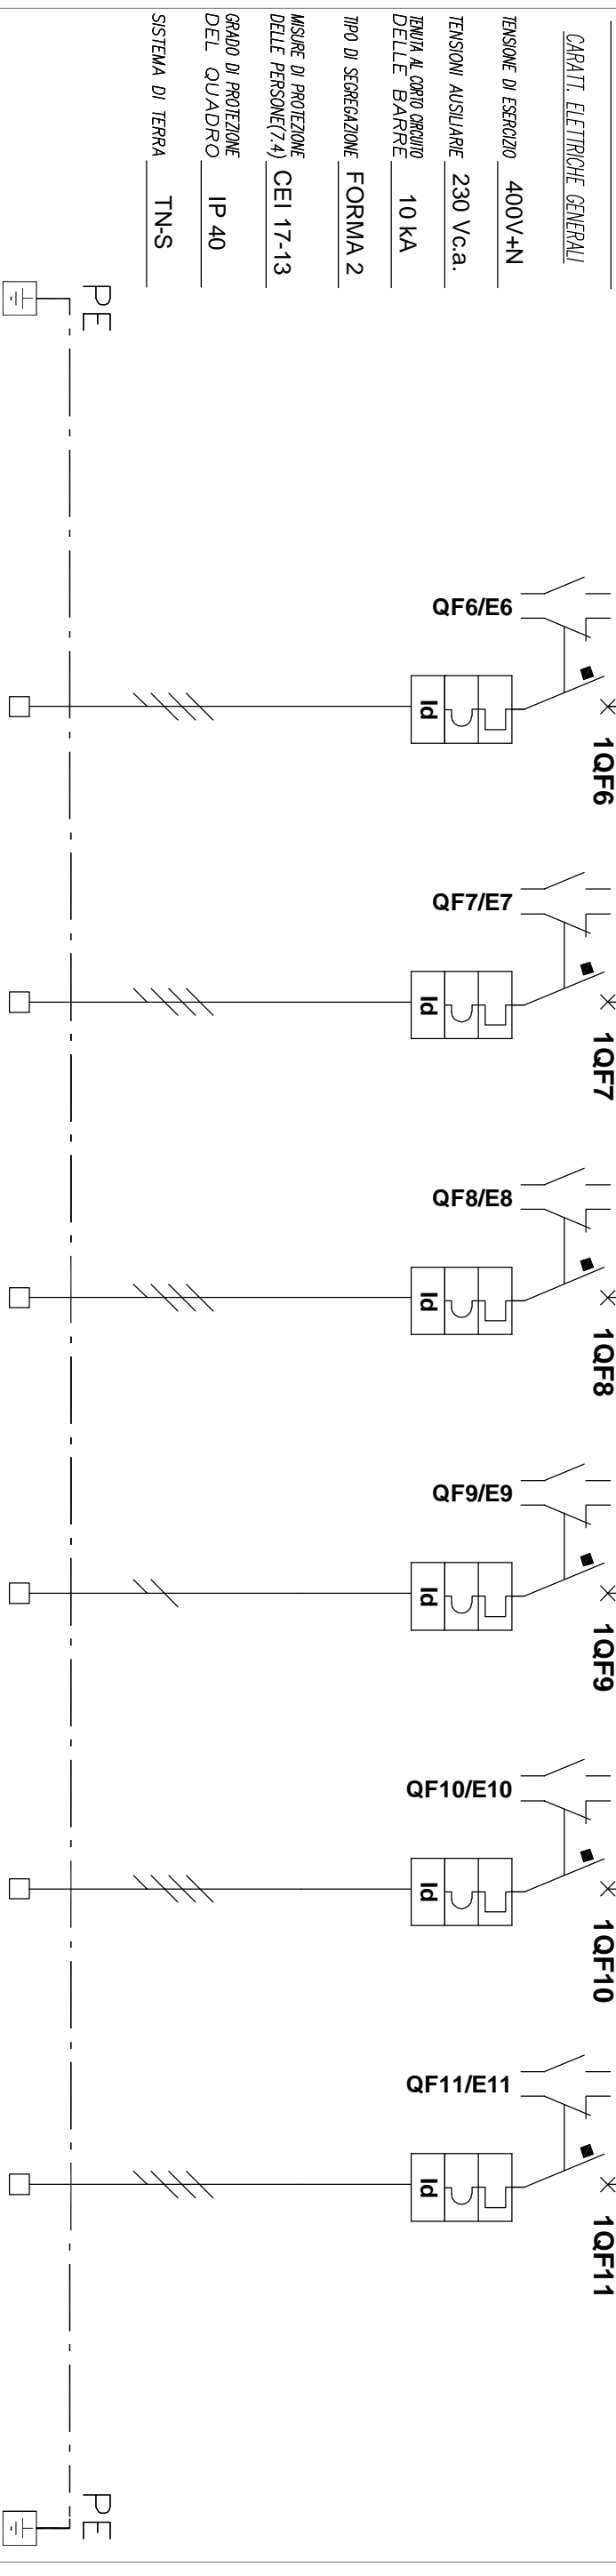 CARATT. ELETTRICHE GENERALI
TENSIONE DI ESERCIZIO
400V+N
TENSIONI AUSILIARIE
230 Vc.a.
TENUTA AL CORTO CIRCUITO
DELLE BARRE
10 kA
TIPO DI SEGREGAZIONE
FORMA 2
MISURE DI PROTEZIONE
DELLE PERSONE(7.4)
CEI 17-13
GRADO DI PROTEZIONE
DEL QUADRO
IP 40
SISTEMA DI TERRA
TN-S
1QF6
QF6/E6
Id
1QF7
QF7/E7
Id
1QF8
QF8/E8
Id
1QF9
QF9/E9
Id
1QF10
QF10/E10
Id
1QF11
QF11/E11
Id
PE
PE